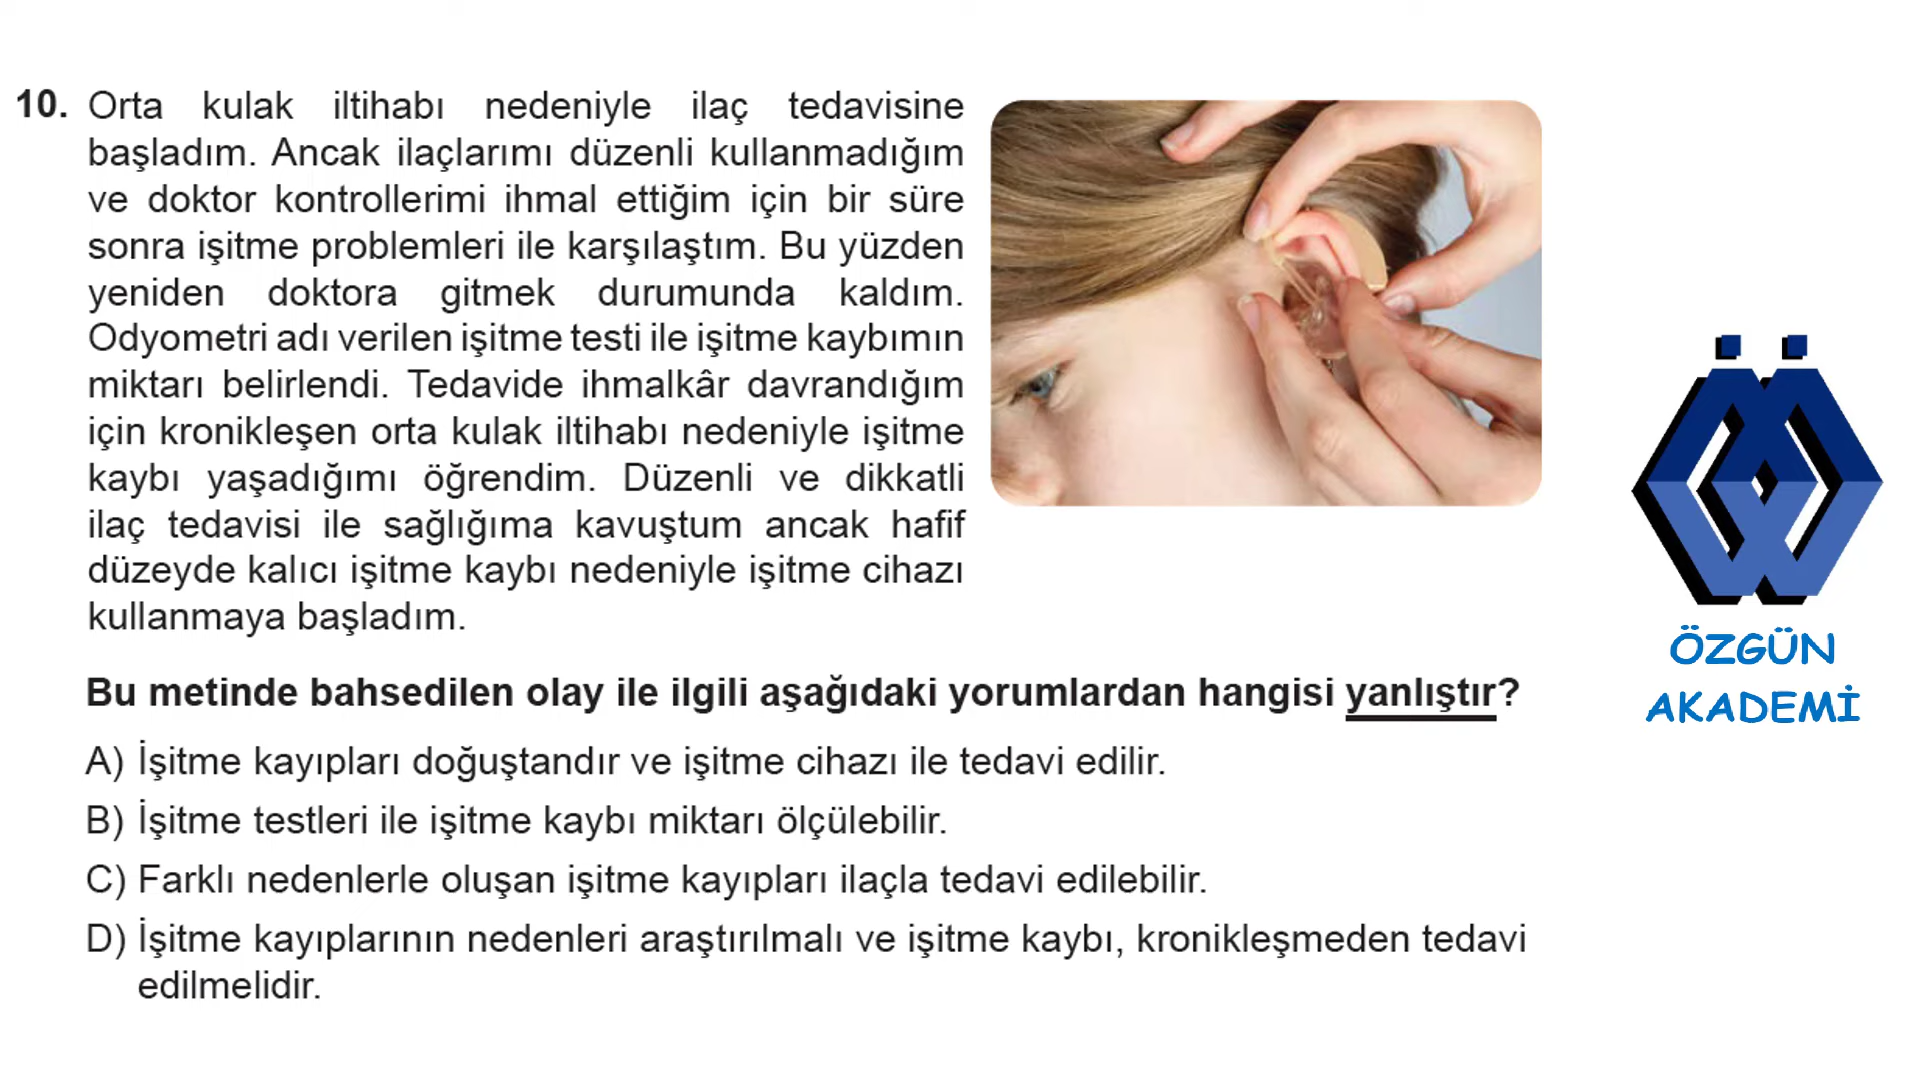 10. Orta kulak iltihabı nedeniyle ilaç tedavisine
başladım. Ancak ilaçlarımı düzenli kullanmadığım
ve doktor kontrollerimi ihmal ettiğim için bir süre
sonra işitme problemleri ile karşılaştım. Bu yüzden
yeniden doktora gitmek durumunda kaldım.
Odyometri adı verilen işitme testi ile işitme kaybımın
miktarı belirlendi. Tedavide ihmalkâr davrandığım
için kronikleşen orta kulak iltihabı nedeniyle işitme
kaybı yaşadığımı öğrendim. Düzenli ve dikkatli
ilaç tedavisi ile sağlığıma kavuştum ancak hafif
düzeyde kalıcı işitme kaybı nedeniyle işitme cihazı
kullanmaya başladım.
Bu metinde bahsedilen olay ile ilgili aşağıdaki yorumlardan hangisi yanlıştır?
A) İşitme kayıpları doğuştandır ve işitme cihazı ile tedavi edilir.
B) İşitme testleri ile işitme kaybı miktarı ölçülebilir.
C) Farklı nedenlerle oluşan işitme kayıpları ilaçla tedavi edilebilir.
D) İşitme kayıplarının nedenleri araştırılmalı ve işitme kaybı, kronikleşmeden tedavi
edilmelidir.
ÖZGÜN
AKADEMİ